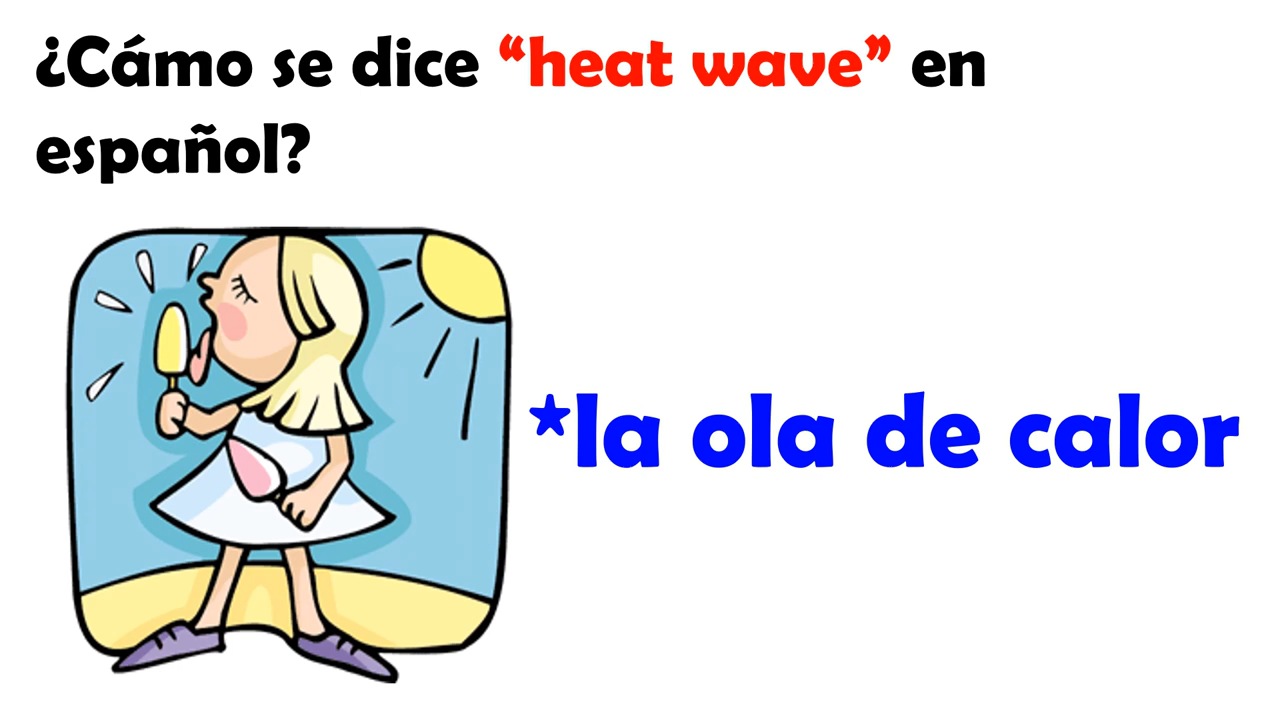 ¿Cámo se dice “heat wave” en
español?
*la ola de calor